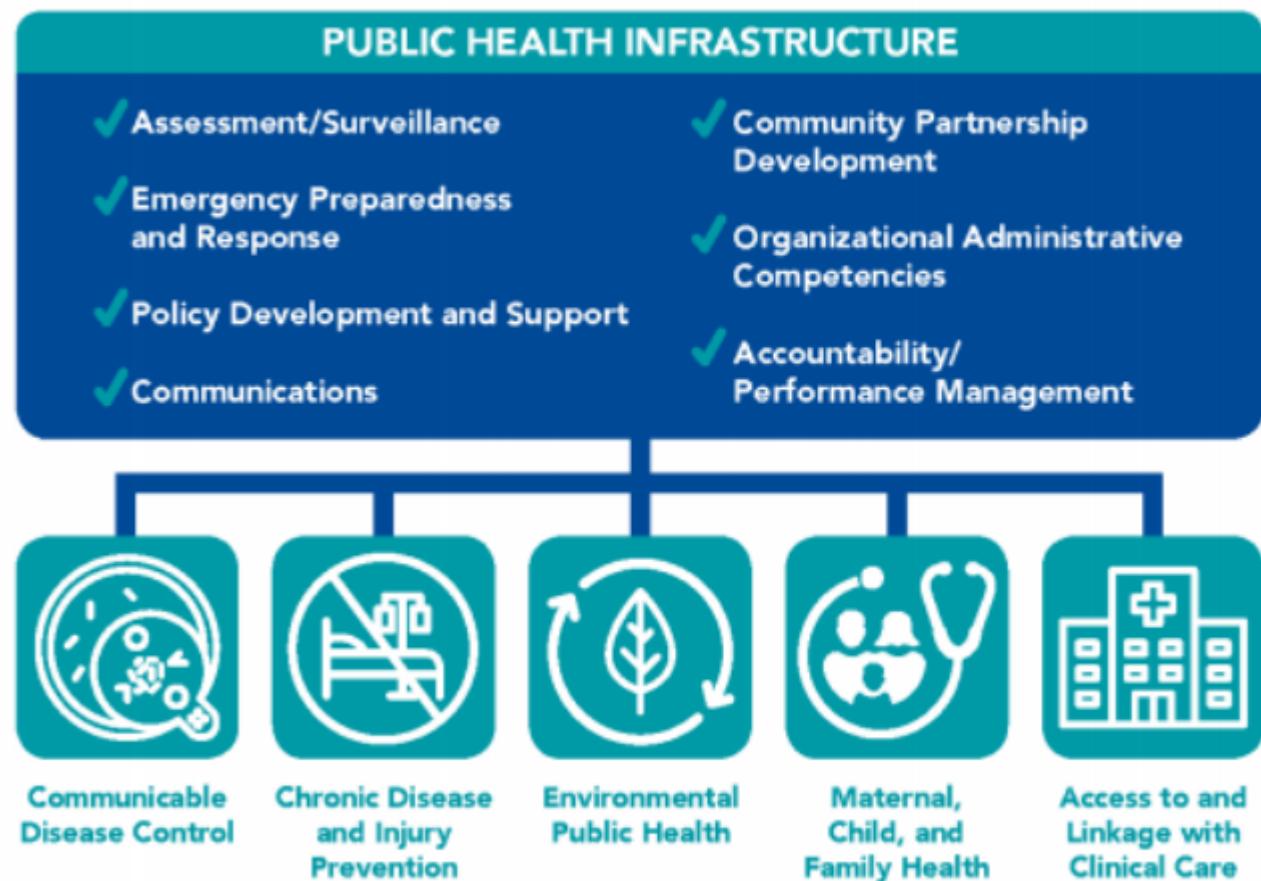 PUBLIC HEALTH INFRASTRUCTURE
Assessment/Surveillance
Emergency Preparedness
and Response
Policy Development and Support
Communications
Community Partnership
Development
Organizational Administrative
Competencies
Accountability/
Performance Management
Communicable
Disease Control
Chronic Disease
and Injury
Prevention
Environmental
Public Health
Maternal,
Child, and
Family Health
Access to and
Linkage with
Clinical Care